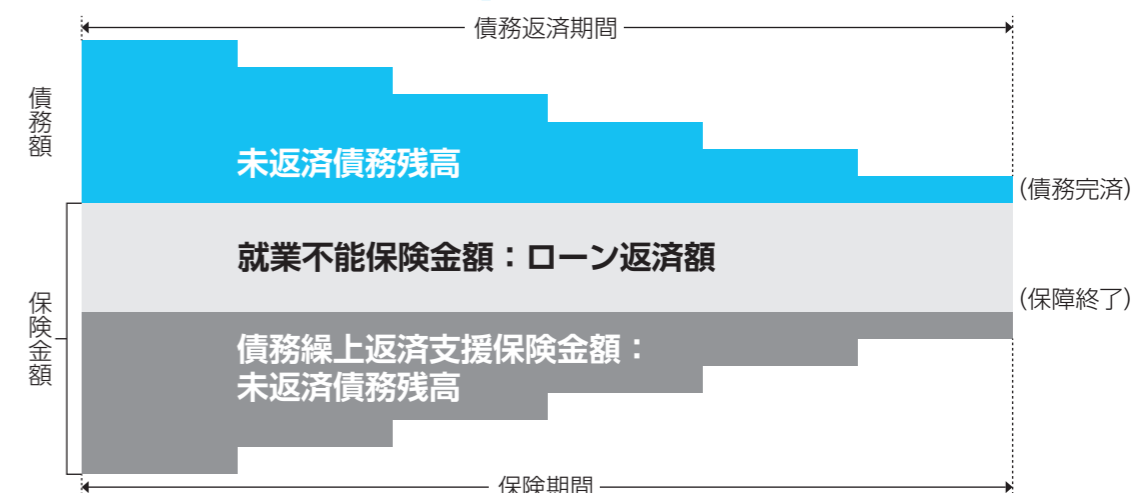 債務返済期間
債務額
未返済債務残高
(債務完済)
就業不能保険金額：ローン返済額
(保障終了)
保険金額
債務繰上返済支援保険金額：
未返済債務残高
保険期間